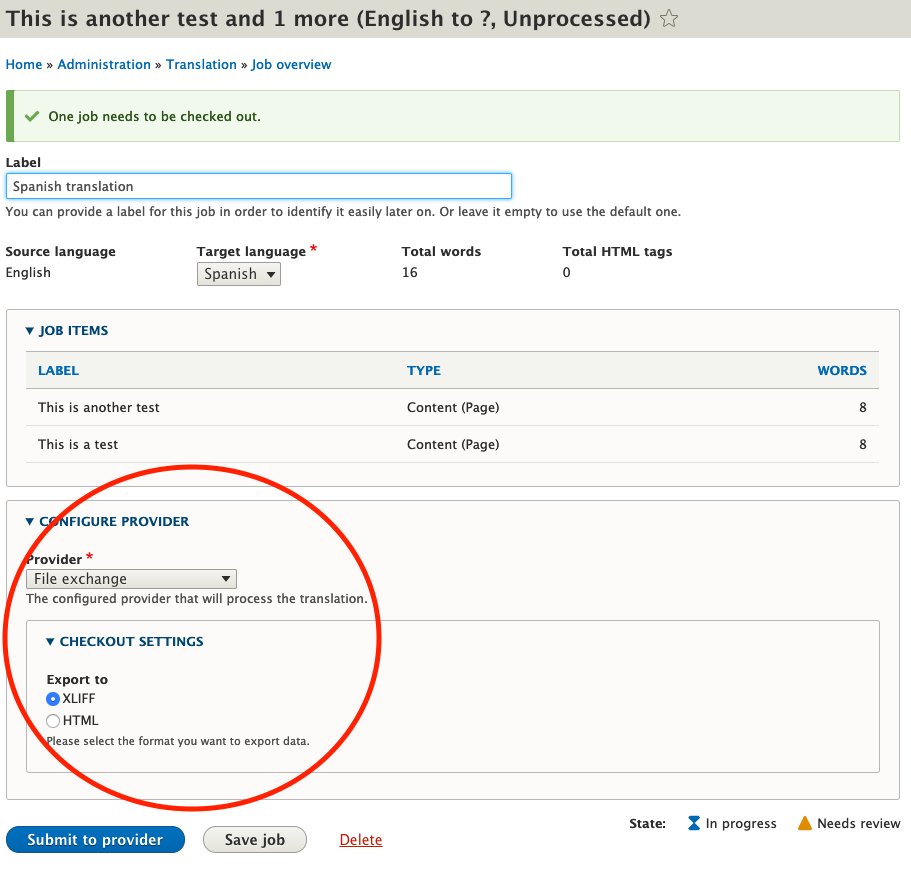 This is another test and 1 more (English to ?, Unprocessed)
Home » Administration » Translation » Job overview
One job needs to be checked out.
Label
Spanish translation
You can provide a label for this job in order to identify it easily later on. Or leave it empty to use the default one.
Source language Target language * Total words Total HTML tags
English Spanish 16 0
JOB ITEMS
LABEL TYPE WORDS
This is another test Content (Page) 8
This is a test Content (Page) 8
CONFIGURE PROVIDER
Provider *
File exchange
The configured provider that will process the translation.
CHECKOUT SETTINGS
Export to
XLIFF
HTML
Please select the format you want to export data.
State: In progress Needs review
Submit to provider Save job Delete